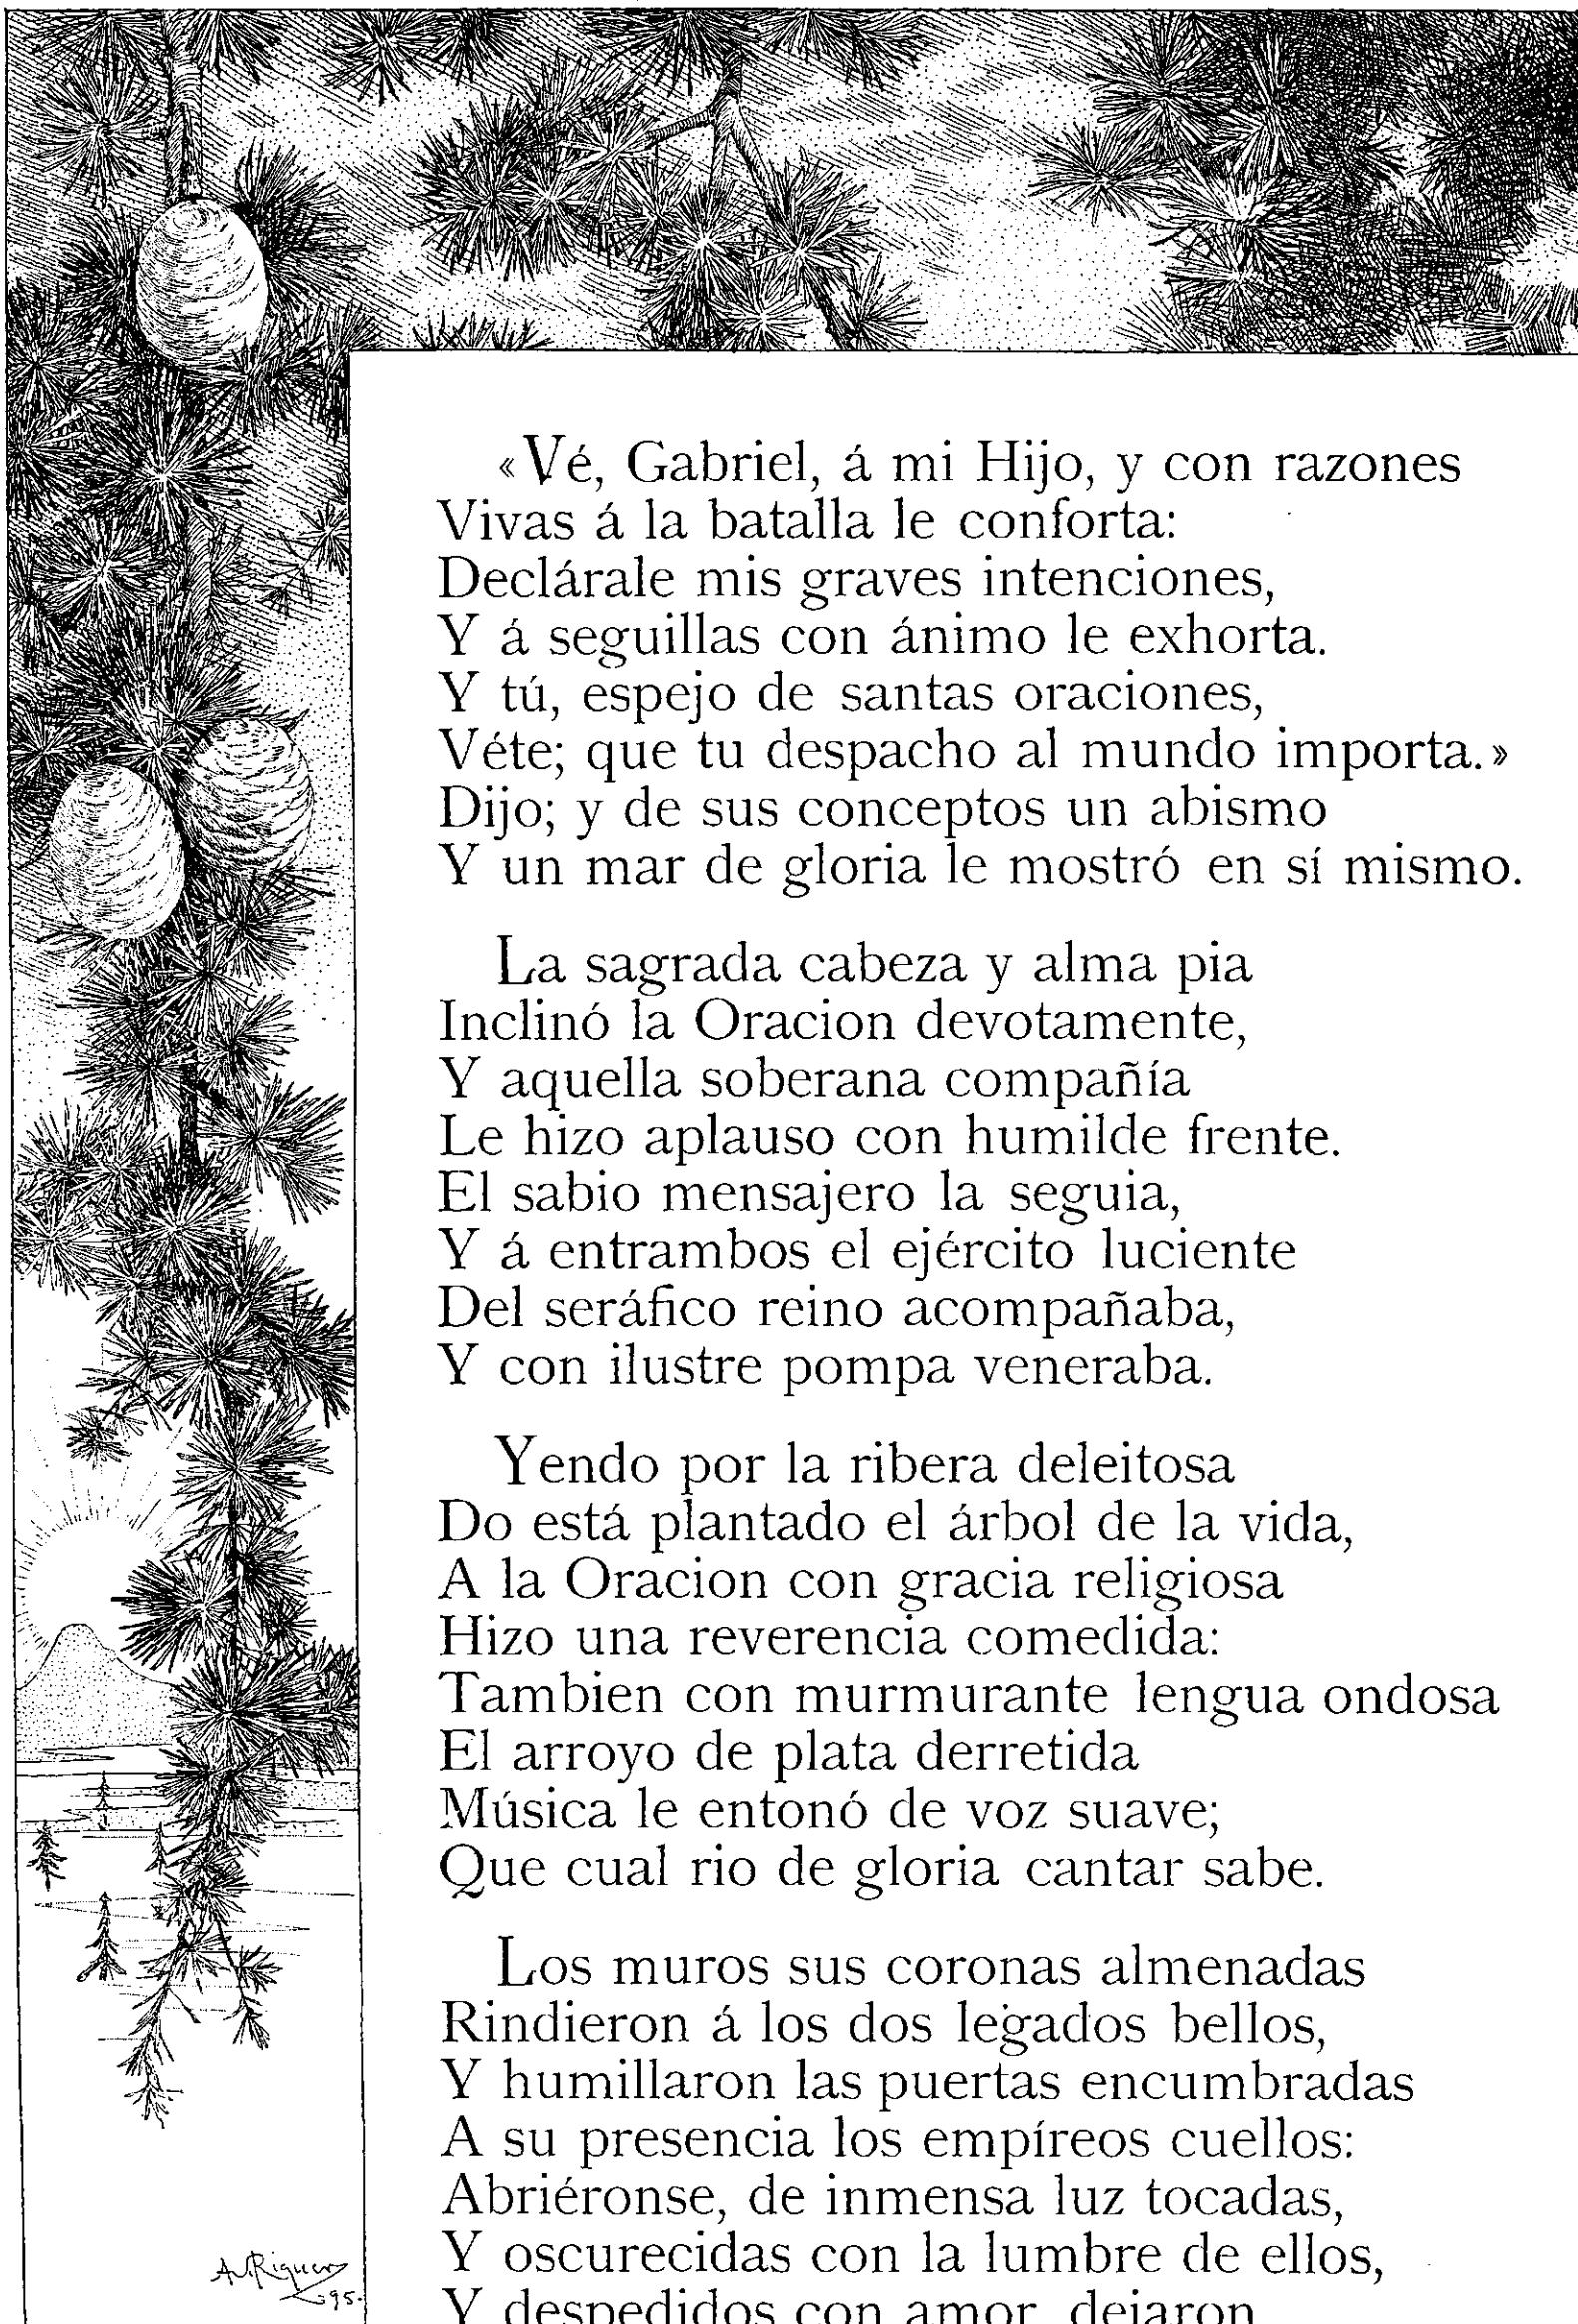 «Vé, Gabriel, á mi Hijo, y con razones
Vivas á la batalla le conforta:
Declárale mis graves intenciones,
Y á seguillas con ánimo le exhorta.
Y tú, espejo de santas oraciones,
Véte; que tu despacho al mundo importa.»
Dijo; y de sus conceptos un abismo
Y un mar de gloria le mostró en sí mismo.
La sagrada cabeza y alma pia
Inclinó la Oracion devotamente,
Y aquella soberana compañía
Le hizo aplauso con humilde frente.
El sabio mensajero la seguia,
Y á entrambos el ejército luciente
Del seráfico reino acompañaba,
Y con ilustre pompa veneraba.
Yendo por la ribera deleitosa
Do está plantado el árbol de la vida,
A la Oracion con gracia religiosa
Hizo una reverencia comedida:
Tambien con murmurante lengua ondosa
El arroyo de plata derretida
Música le entonó de voz suave;
Que cual rio de gloria cantar sabe.
Los muros sus coronas almenadas
Rindieron á los dos legados bellos,
Y humillaron las puertas encumbradas
A su presencia los empíreos cuellos:
Abriéronse, de inmensa luz tocadas,
Y oscurecidas con la lumbre de ellos,
Y despedidos con amor, dejaron
A. Riquer
95.